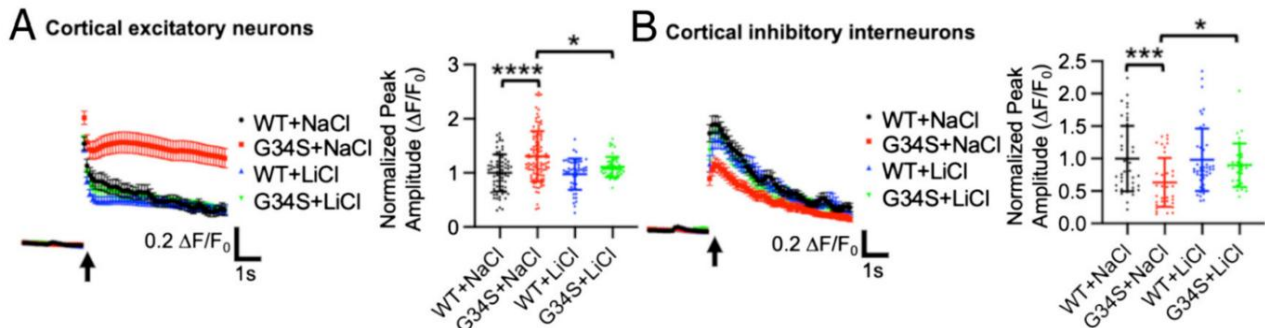 A Cortical excitatory neurons
WT+NaCl
G34S+NaCl
WT+LiCl
G34S+LiCl
0.2 ΔF/F0
1s
Normalized Peak
Amplitude (ΔF/F0)
3
2
1
0
****
*
WT+NaCl
G34S+NaCl
WT+LiCl
G34S+LiCl
B Cortical inhibitory interneurons
WT+NaCl
G34S+NaCl
WT+LiCl
G34S+LiCl
0.2 ΔF/F0
1s
Normalized Peak
Amplitude (ΔF/F0)
2.5
2.0
1.5
1.0
0.5
0.0
***
*
WT+NaCl
G34S+NaCl
WT+LiCl
G34S+LiCl